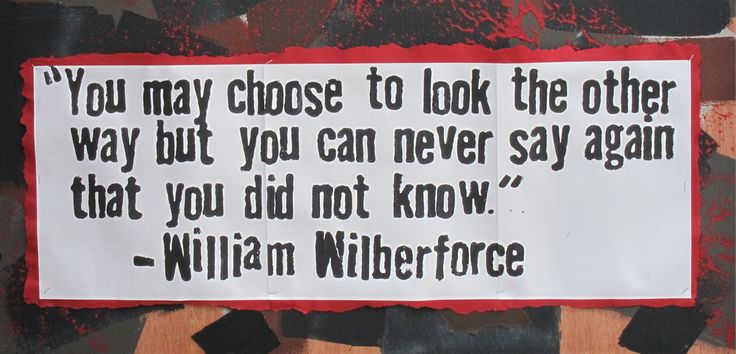 "You may choose to look the other
way but you can never say again
that you did not know."
- William Wilberforce